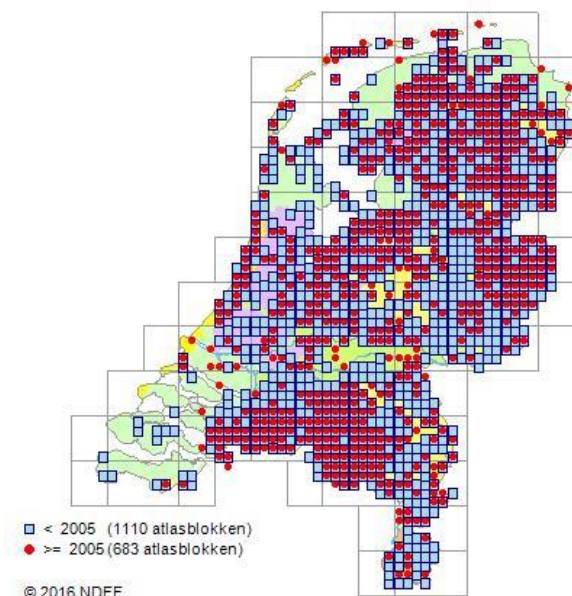 < 2005 (1110 atlasblokken)
>= 2005 (683 atlasblokken)
© 2016 NDFF